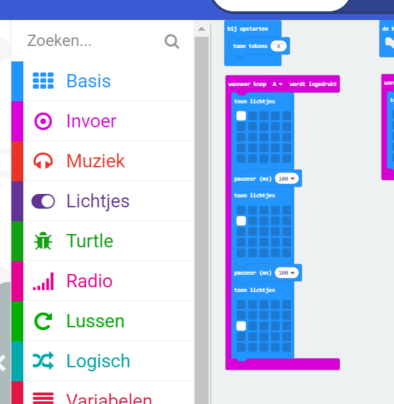 Zoeken...
Basis
Invoer
Muziek
Lichtjes
Turtle
Radio
Lussen
Logisch
Variabelen
bij opstarten
toon tekens x
wanneer knop A wordt ingedrukt
toon lichtjes
pauzeer (ms) 100
toon lichtjes
pauzeer (ms) 100
toon lichtjes